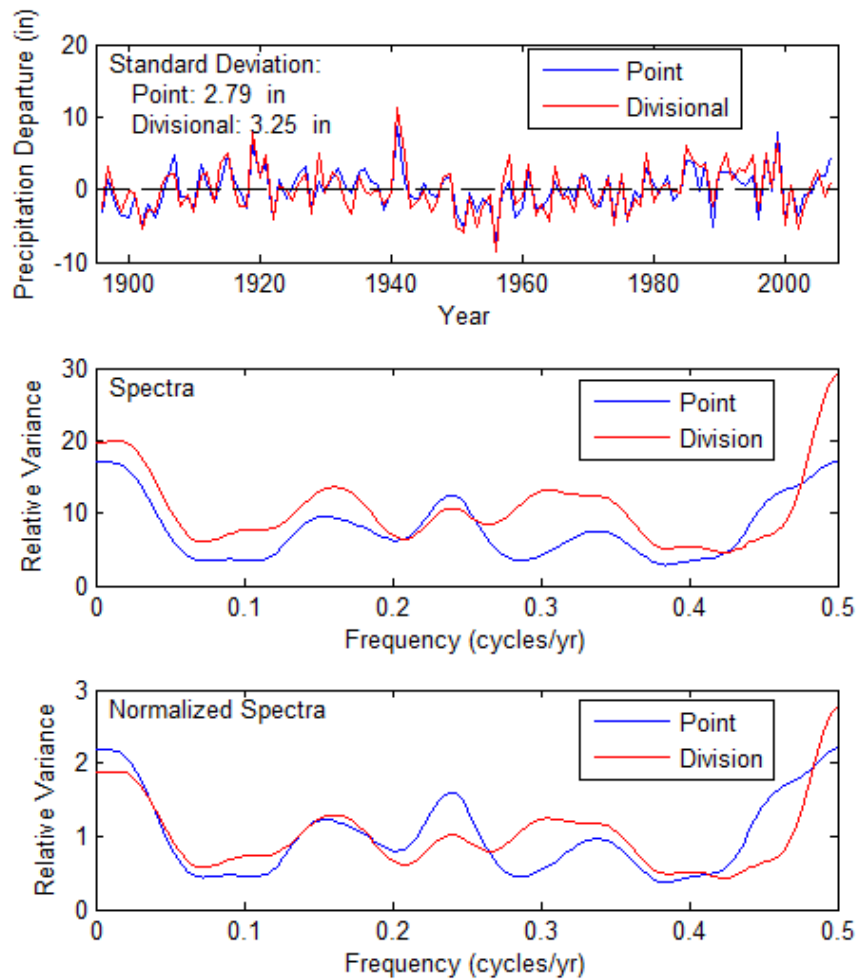 Precipitation Departure (in)
20
10
0
-10
Standard Deviation:
Point: 2.79 in
Divisional: 3.25 in
Point
Divisional
1900 1920 1940 1960 1980 2000
Year
Relative Variance
30
20
10
0
Spectra
Point
Division
0 0.1 0.2 0.3 0.4 0.5
Frequency (cycles/yr)
Relative Variance
3
2
1
0
Normalized Spectra
Point
Division
0 0.1 0.2 0.3 0.4 0.5
Frequency (cycles/yr)